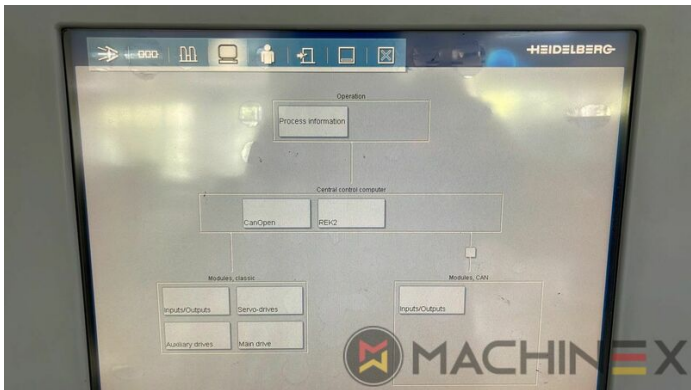 HEIDELBERG
Operation
Process information
Central control computer
CanOpen
REK2
Modules, classic
Inputs/Outputs
Servo-drives
Auxiliary drives
Main drive
Modules, CAN
Inputs/Outputs
MACHINEX